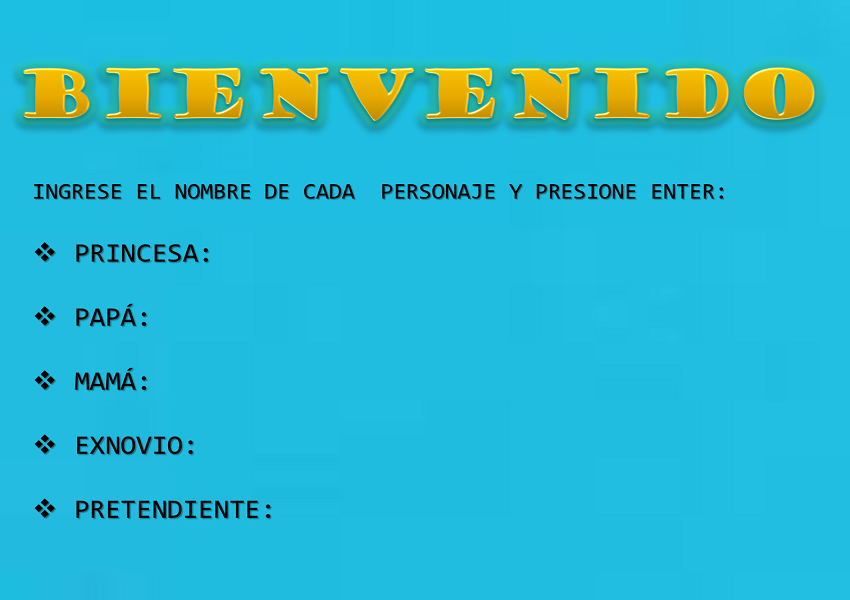 BIENVENIDO
INGRESE EL NOMBRE DE CADA  PERSONAJE Y PRESIONE ENTER:
❖ PRINCESA:
❖ PAPÁ:
❖ MAMÁ:
❖ EXNOVIO:
❖ PRETENDIENTE: